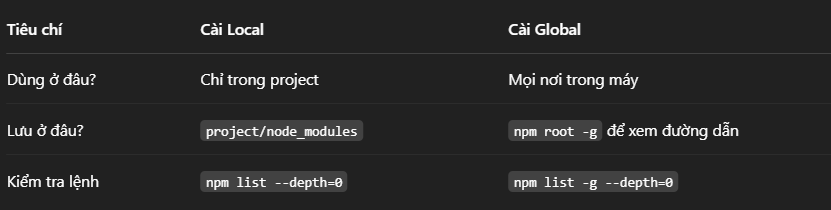 Tiêu chí Cài Local Cài Global
Dùng ở đâu? Chỉ trong project Mọi nơi trong máy
Lưu ở đâu? project/node_modules npm root -g để xem đường dẫn
Kiểm tra lệnh npm list --depth=0 npm list -g --depth=0